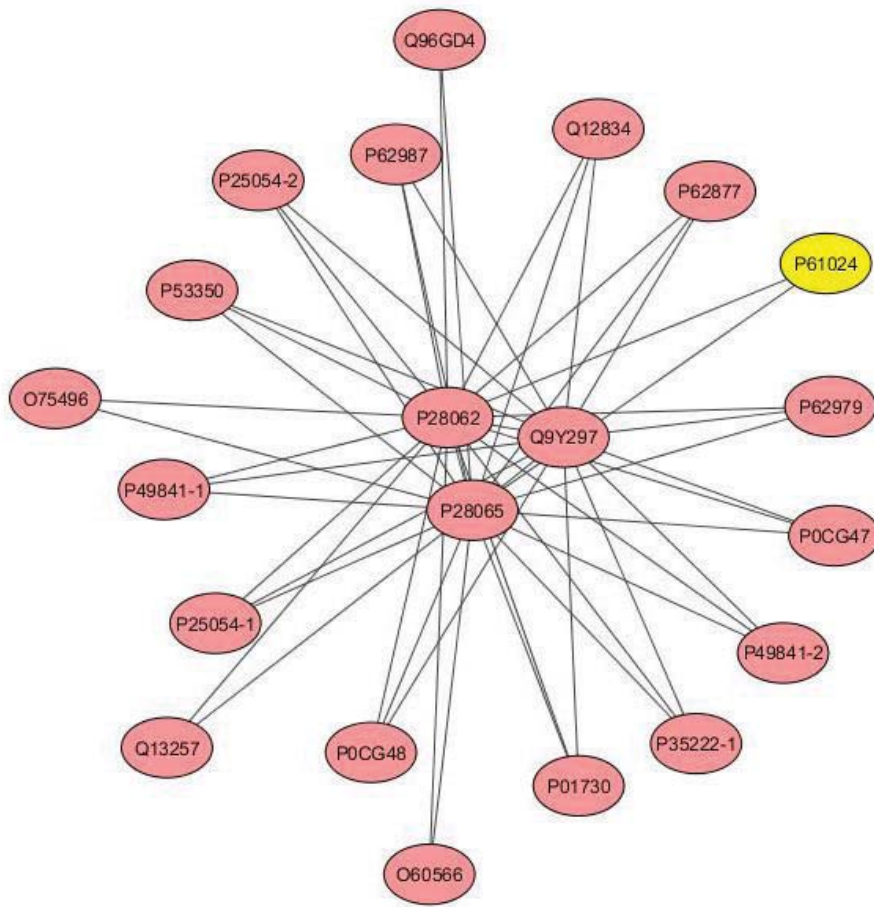 Q96GD4
Q12834
P62987
P25054-2
P62877
P61024
P53350
O75496
P62979
P28062
Q9Y297
P49841-1
P28065
P0CG47
P25054-1
P49841-2
Q13257
P0CG48
P35222-1
P01730
O60566